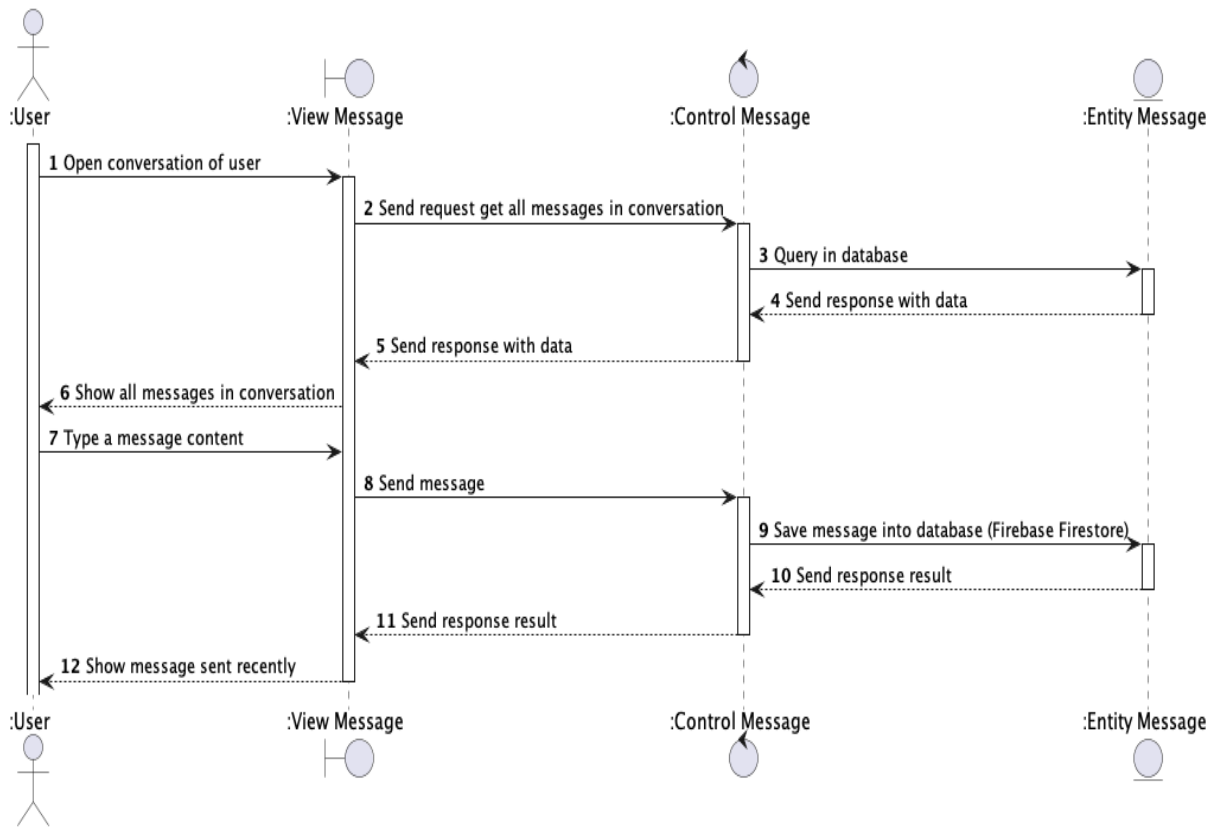 :User
:View Message
:Control Message
:Entity Message
1 Open conversation of user
2 Send request get all messages in conversation
3 Query in database
4 Send response with data
5 Send response with data
6 Show all messages in conversation
7 Type a message content
8 Send message
9 Save message into database (Firebase Firestore)
10 Send response result
11 Send response result
12 Show message sent recently
:User
:View Message
:Control Message
:Entity Message